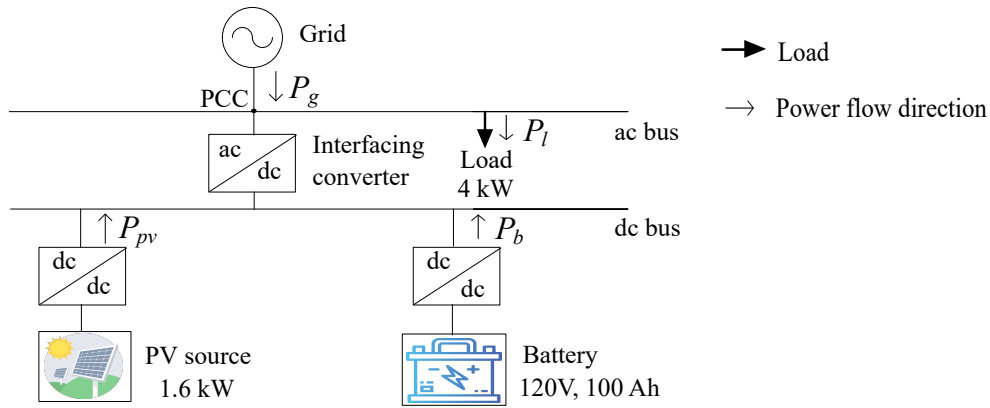 Grid
Load
PCC
P_g
Power flow direction
ac
dc
Interfacing
converter
P_l
ac bus
Load
4 kW
P_pv
P_b
dc bus
dc
dc
dc
dc
PV source
1.6 kW
Battery
120V, 100 Ah